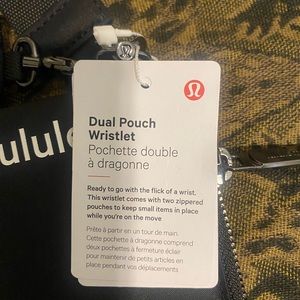 Dual Pouch
Wristlet
Pochette double
à dragonne
ulule
Ready to go with the flick of a wrist.
This wristlet comes with two zippered
pouches to keep small items in place
while you're on the move
Prête à partir en un tour de main.
Cette pochette à dragonne comprend
deux pochettes à fermeture éclair
pour maintenir de petits articles en
place pendant vos déplacements